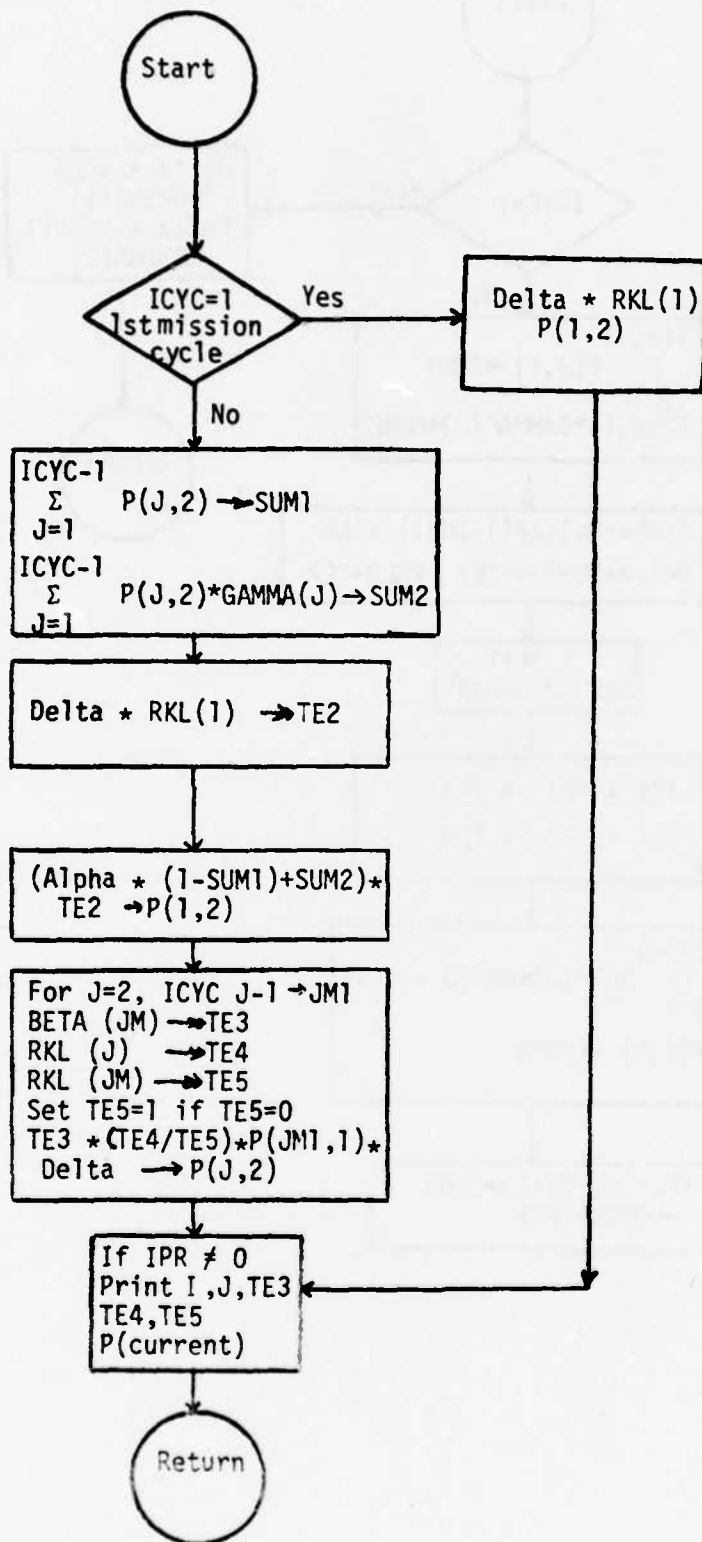 Start
ICYC=1
1st mission
cycle
Yes
No
Delta * RKL(1)
P(1,2)
ICYC-1
Σ P(J,2) → SUM1
J=1
ICYC-1
Σ P(J,2)*GAMMA(J) → SUM2
J=1
Delta * RKL(1) → TE2
(Alpha * (1-SUM1)+SUM2)*
TE2 → P(1,2)
For J=2, ICYC J-1 → JM1
BETA (JM) → TE3
RKL (J) → TE4
RKL (JM) → TE5
Set TE5=1 if TE5=0
TE3 *(TE4/TE5)*P(JM1,1)*
Delta → P(J,2)
If IPR ≠ 0
Print I,J,TE3
TE4,TE5
P(current)
Return